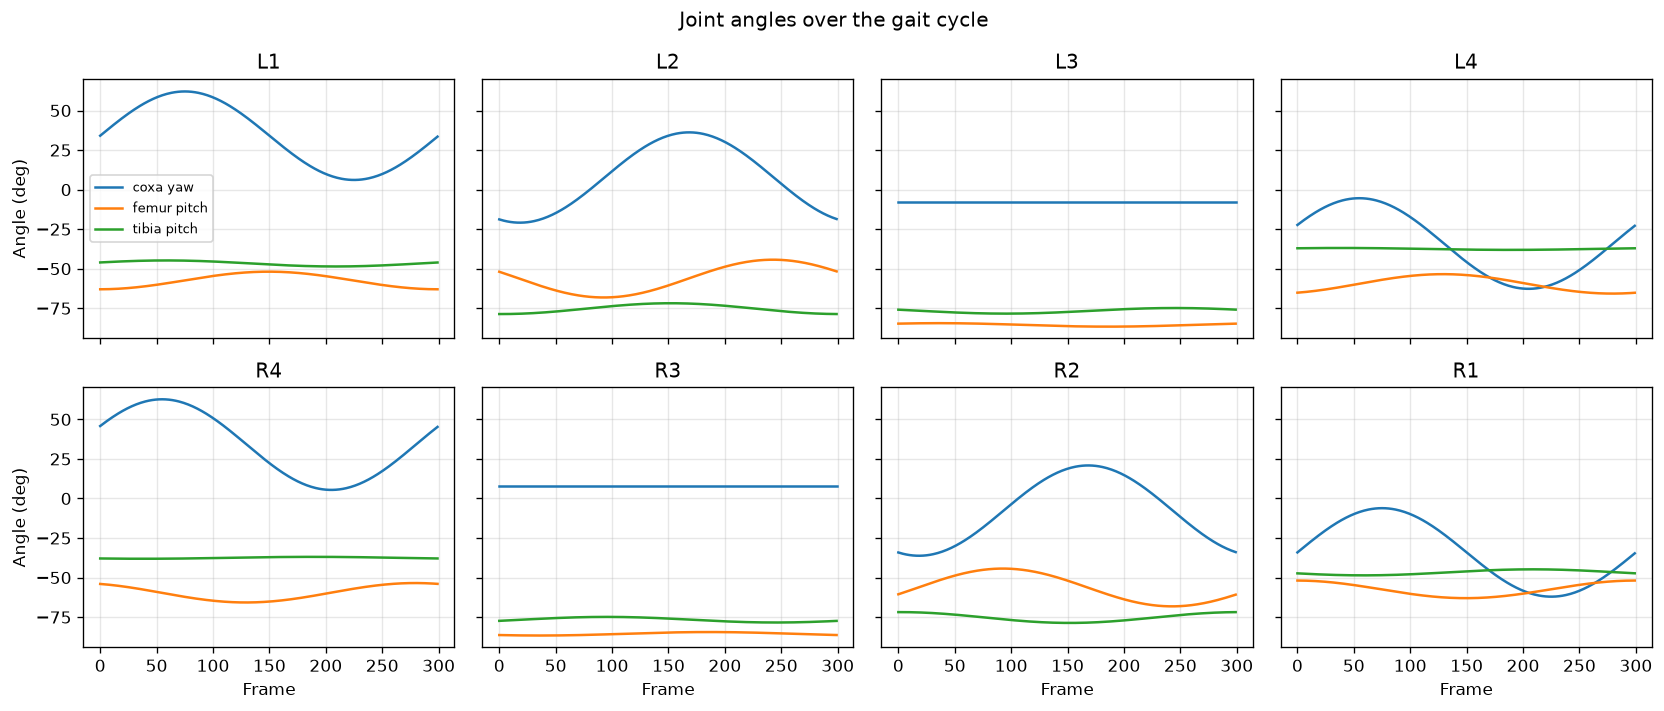 Joint angles over the gait cycle
L1 L2 L3 L4
Angle (deg)
50
25
0
−25
−50
−75
coxa yaw
femur pitch
tibia pitch
R4 R3 R2 R1
Angle (deg)
50
25
0
−25
−50
−75
0 50 100 150 200 250 300 0 50 100 150 200 250 300 0 50 100 150 200 250 300 0 50 100 150 200 250 300
Frame Frame Frame Frame